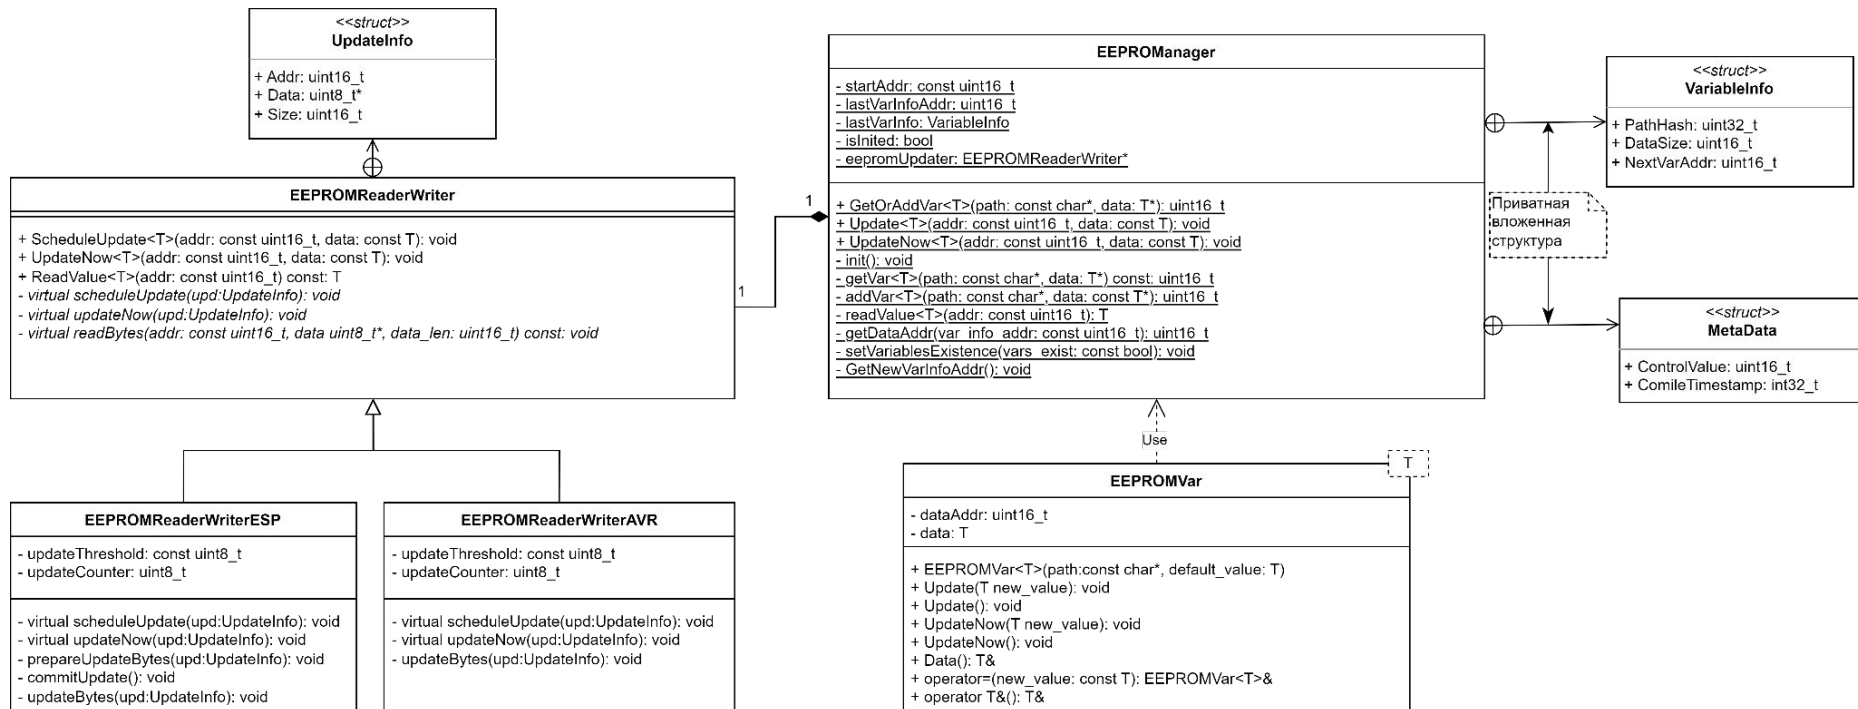 <<struct>>
UpdateInfo
+ Addr: uint16_t
+ Data: uint8_t*
+ Size: uint16_t
EEPROMReaderWriter
+ ScheduleUpdate<T>(addr: const uint16_t, data: const T): void
+ UpdateNow<T>(addr: const uint16_t, data: const T): void
+ ReadValue<T>(addr: const uint16_t) const: T
- virtual scheduleUpdate(upd:UpdateInfo): void
- virtual updateNow(upd:UpdateInfo): void
- virtual readBytes(addr: const uint16_t, data uint8_t*, data_len: uint16_t) const: void
1
1
EEPROManager
- startAddr: const uint16_t
- lastVarInfoAddr: uint16_t
- lastVarInfo: VariableInfo
- isInited: bool
- eepromUpdater: EEPROMReaderWriter*
+ GetOrAddVar<T>(path: const char*, data: T*): uint16_t
+ Update<T>(addr: const uint16_t, data: const T): void
+ UpdateNow<T>(addr: const uint16_t, data: const T): void
- init(): void
- getVar<T>(path: const char*, data: T*) const: uint16_t
- addVar<T>(path: const char*, data: const T*): uint16_t
- readValue<T>(addr: const uint16_t): T
- getDataAddr(var_info_addr: const uint16_t): uint16_t
- setVariablesExistence(vars_exist: const bool): void
- GetNewVarInfoAddr(): void
<<struct>>
VariableInfo
+ PathHash: uint32_t
+ DataSize: uint16_t
+ NextVarAddr: uint16_t
Приватная
вложенная
структура
<<struct>>
MetaData
+ ControlValue: uint16_t
+ ComileTimestamp: int32_t
Use
EEPROMReaderWriterESP
- updateThreshold: const uint8_t
- updateCounter: uint8_t
- virtual scheduleUpdate(upd:UpdateInfo): void
- virtual updateNow(upd:UpdateInfo): void
- prepareUpdateBytes(upd:UpdateInfo): void
- commitUpdate(): void
- updateBytes(upd:UpdateInfo): void
EEPROMReaderWriterAVR
- updateThreshold: const uint8_t
- updateCounter: uint8_t
- virtual scheduleUpdate(upd:UpdateInfo): void
- virtual updateNow(upd:UpdateInfo): void
- updateBytes(upd:UpdateInfo): void
T
EEPROMVar
- dataAddr: uint16_t
- data: T
+ EEPROMVar<T>(path:const char*, default_value: T)
+ Update(T new_value): void
+ Update(): void
+ UpdateNow(T new_value): void
+ UpdateNow(): void
+ Data(): T&
+ operator=(new_value: const T): EEPROMVar<T>&
+ operator T&(): T&